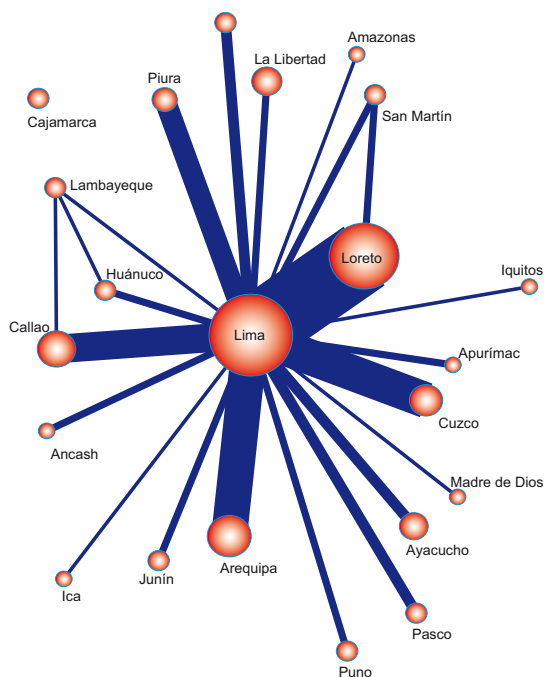 Amazonas
La Libertad
Piura
San Martín
Cajamarca
Lambayeque
Loreto
Iquitos
Huánuco
Callao
Lima
Apurímac
Cuzco
Ancash
Madre de Dios
Ayacucho
Arequipa
Junín
Ica
Pasco
Puno